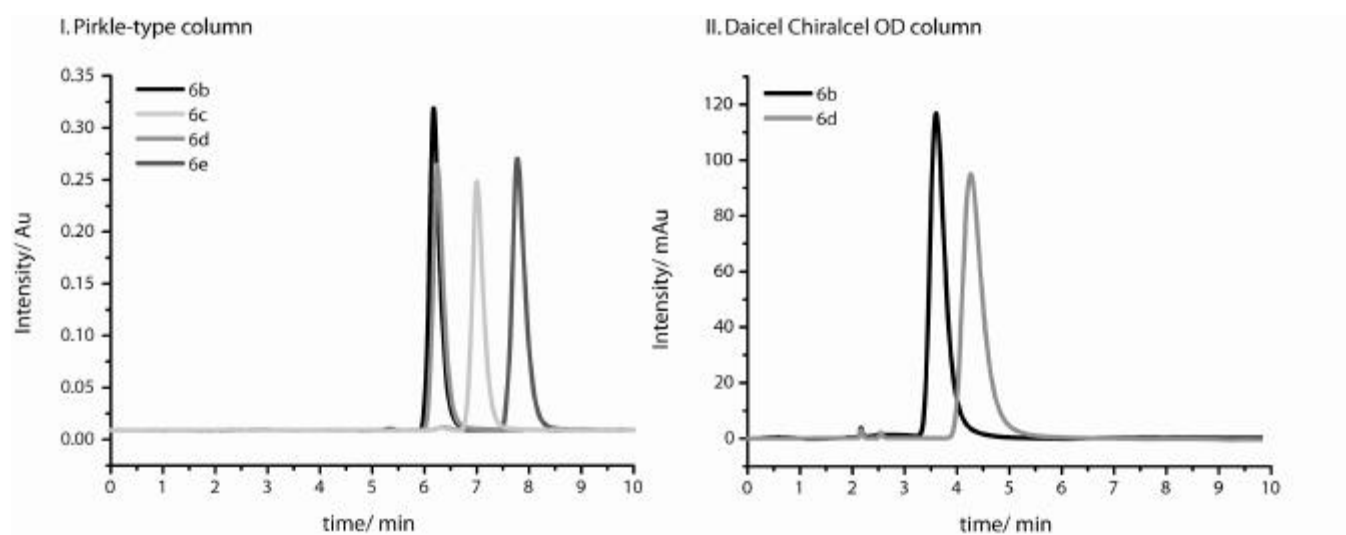 I. Pirkle-type column
0.35
0.30
0.25
0.20
0.15
0.10
0.05
0.00
Intensity/ Au
6b
6c
6d
6e
0 1 2 3 4 5 6 7 8 9 10
time/ min
II. Daicel Chiralcel OD column
120
100
80
60
40
20
0
Intensity/ mAu
6b
6d
0 1 2 3 4 5 6 7 8 9 10
time/ min